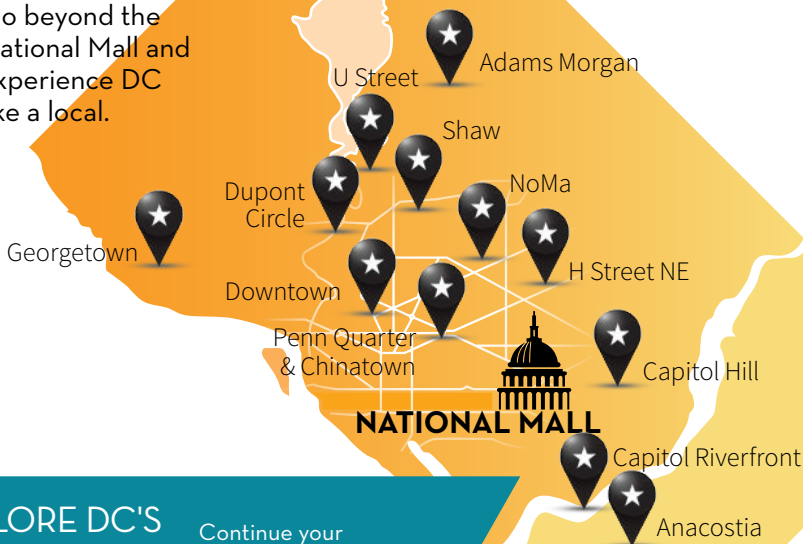 o beyond the
ational Mall and
xperience DC
ke a local.
Adams Morgan
U Street
Shaw
NoMa
Dupont
Circle
Georgetown
H Street NE
Downtown
Penn Quarter
& Chinatown
Capitol Hill
NATIONAL MALL
Capitol Riverfront
Anacostia
LORE DC'S
Continue your